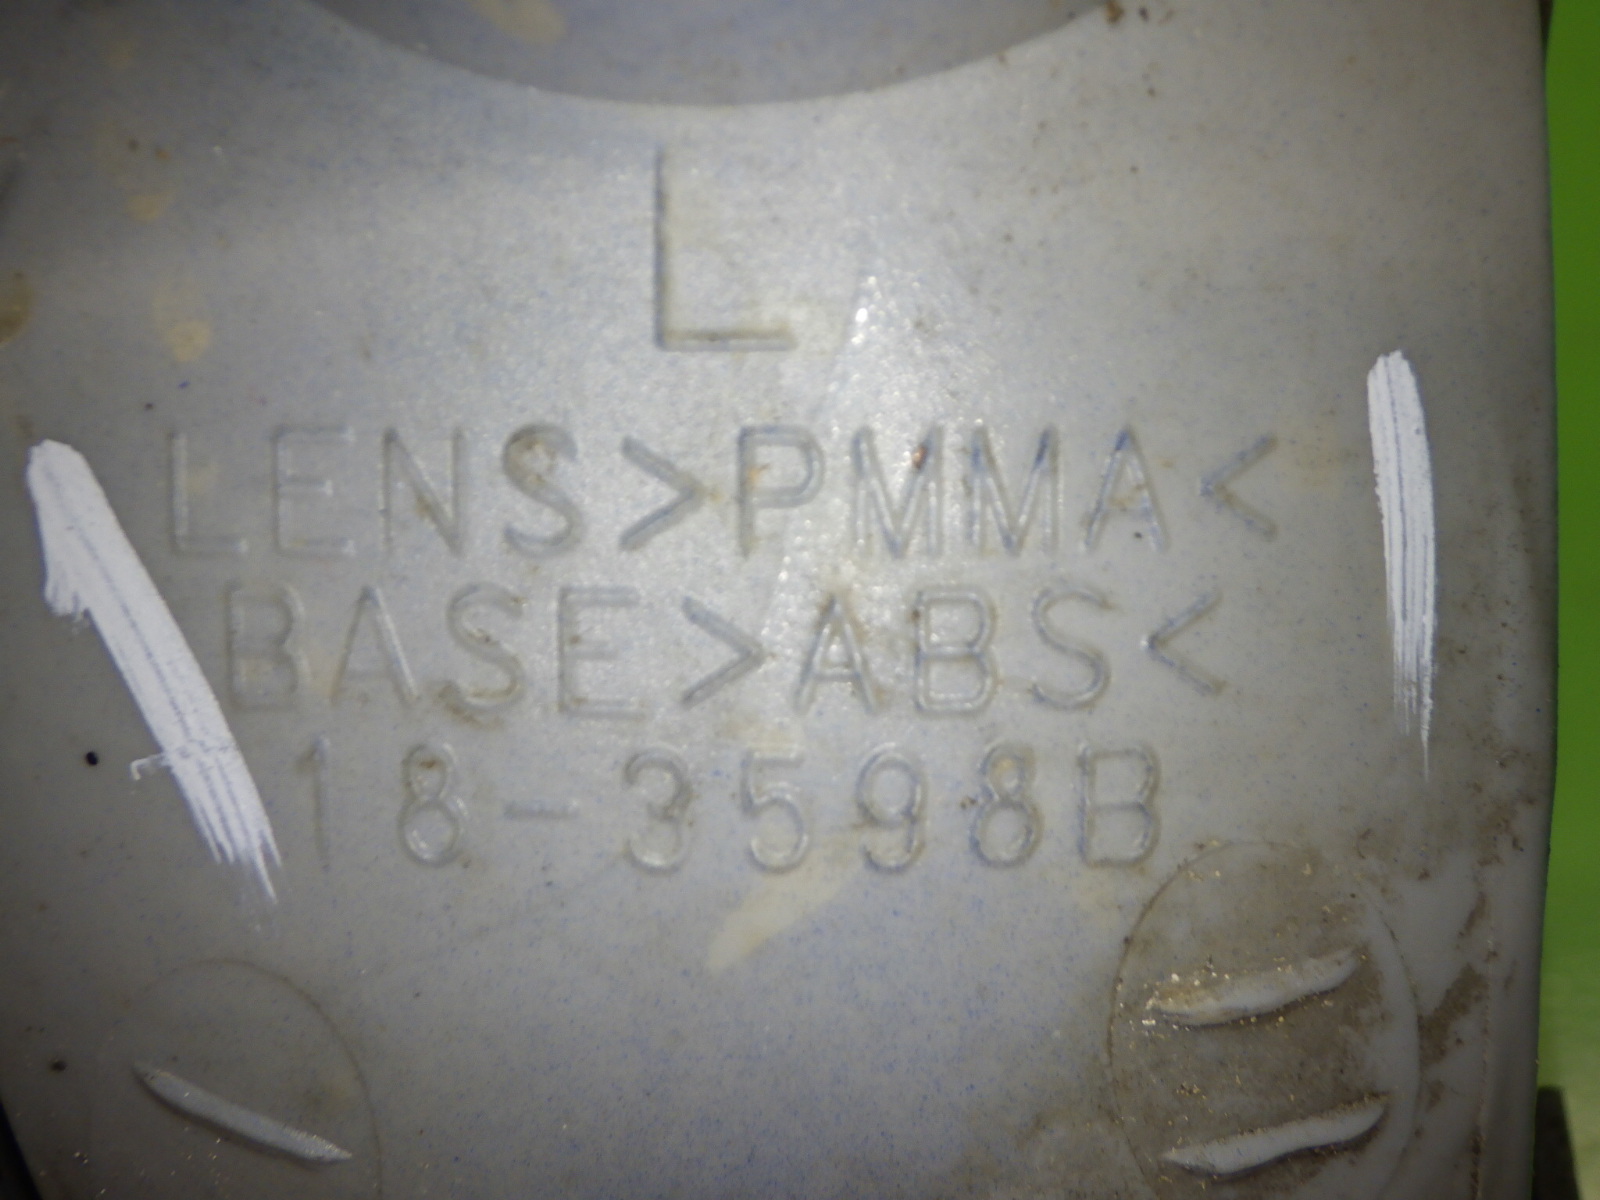 L
LENS>PMMA<
BASE>ABS<
18-3598B